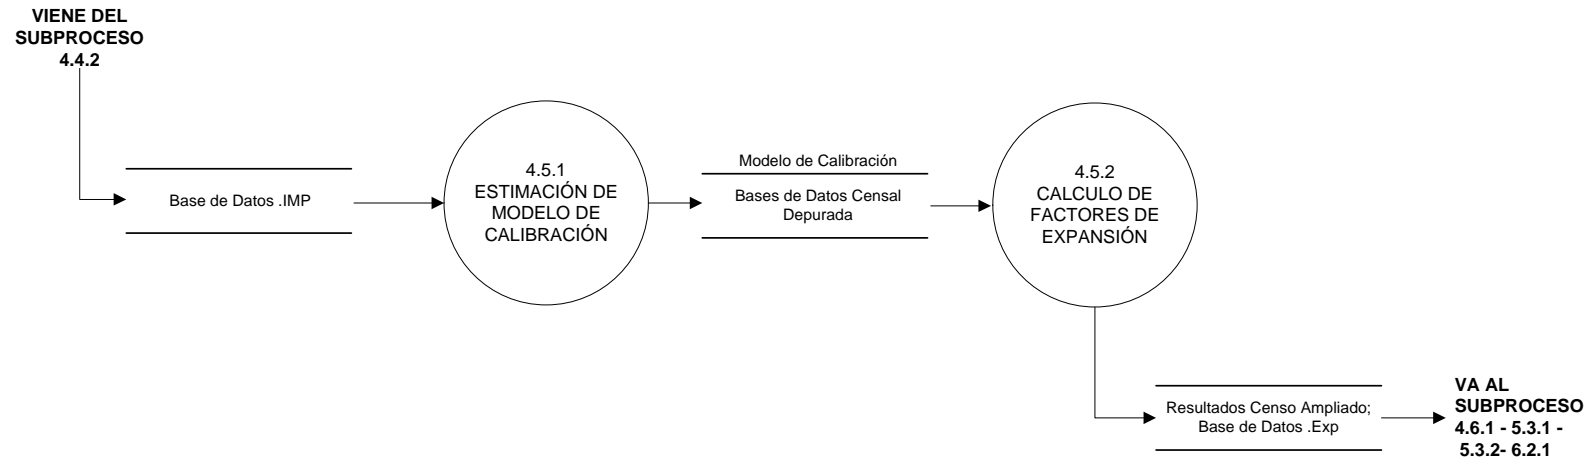 VIENE DEL
SUBPROCESO
4.4.2
Base de Datos .IMP
4.5.1
ESTIMACIÓN DE
MODELO DE
CALIBRACIÓN
Modelo de Calibración
Bases de Datos Censal
Depurada
4.5.2
CALCULO DE
FACTORES DE
EXPANSIÓN
Resultados Censo Ampliado;
Base de Datos .Exp
VA AL
SUBPROCESO
4.6.1 - 5.3.1 -
5.3.2- 6.2.1